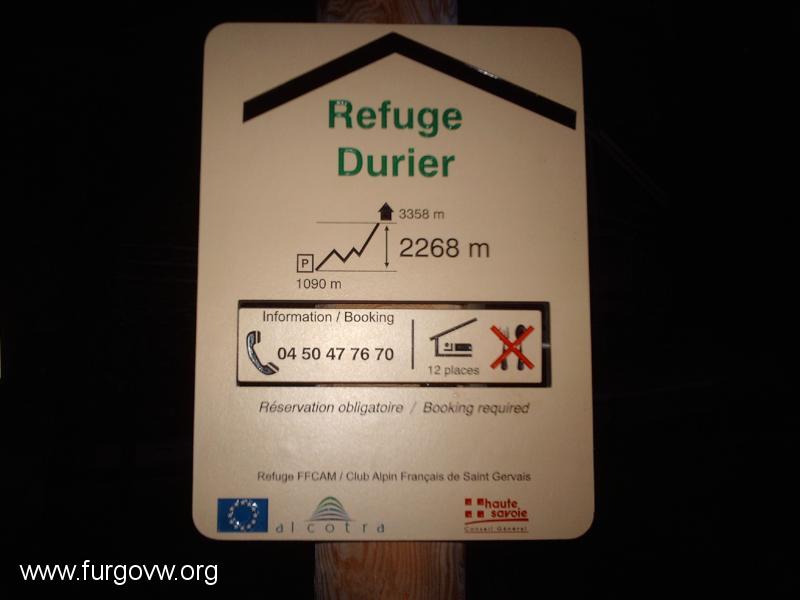 Refuge
Durier
3358 m
2268 m
P
1090 m
Information / Booking
04 50 47 76 70
12 places
Réservation obligatoire / Booking required
Refuge FFCAM / Club Alpin Français de Saint Gervais
alcotra
haute
savoie
Conseil Général
www.furgovw.org